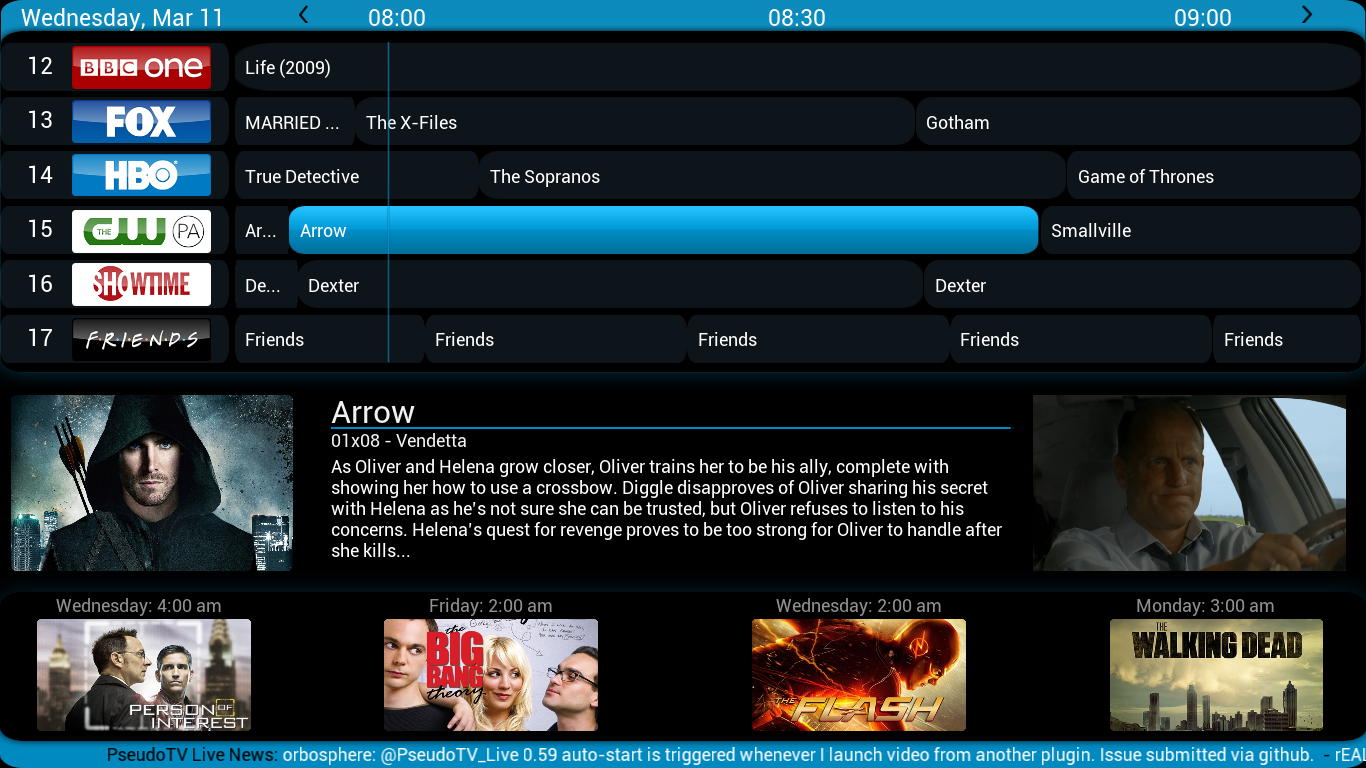 Wednesday, Mar 11 08:00 08:30 09:00
12 BBC one Life (2009)
13 FOX MARRIED ... The X-Files Gotham
14 HBO True Detective The Sopranos Game of Thrones
15 THE CW PA Ar... Arrow Smallville
16 SHOWTIME De... Dexter Dexter
17 F·R·I·E·N·D·S Friends Friends Friends Friends Friends
Arrow
01x08 - Vendetta
As Oliver and Helena grow closer, Oliver trains her to be his ally, complete with
showing her how to use a crossbow. Diggle disapproves of Oliver sharing his secret
with Helena as he's not sure she can be trusted, but Oliver refuses to listen to his
concerns. Helena's quest for revenge proves to be too strong for Oliver to handle after
she kills...
Wednesday: 4:00 am Friday: 2:00 am Wednesday: 2:00 am Monday: 3:00 am
PERSON OF
INTEREST
the
BIG
BANG
theory
THE FLASH
THE
WALKING DEAD
PseudoTV Live News: orbosphere: @PseudoTV_Live 0.59 auto-start is triggered whenever I launch video from another plugin. Issue submitted via github. - rEAl